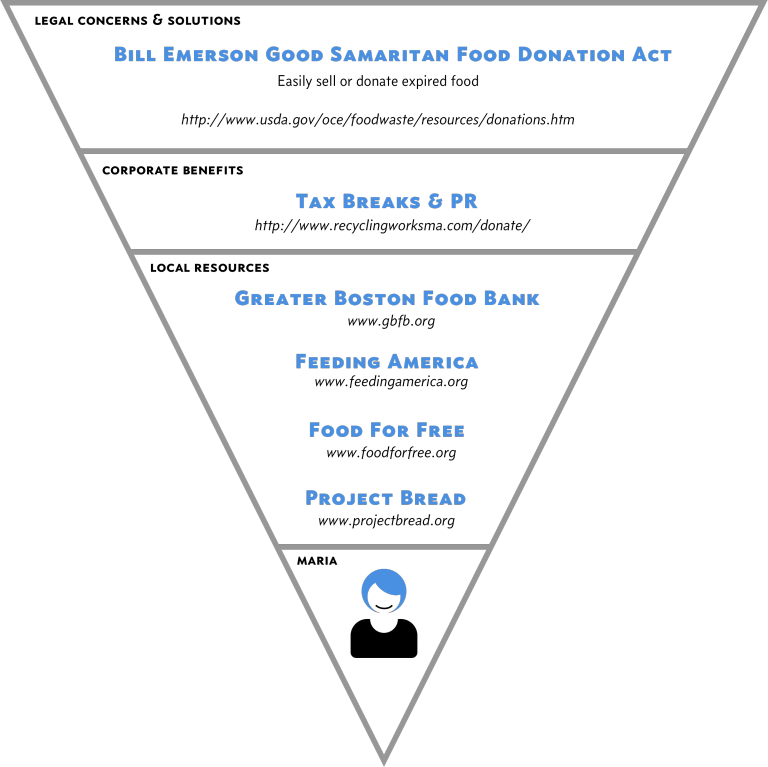 LEGAL CONCERNS & SOLUTIONS
BILL EMERSON GOOD SAMARITAN FOOD DONATION ACT
Easily sell or donate expired food
http://www.usda.gov/oce/foodwaste/resources/donations.htm
CORPORATE BENEFITS
TAX BREAKS & PR
http://www.recyclingworksma.com/donate/
LOCAL RESOURCES
GREATER BOSTON FOOD BANK
www.gbfb.org
FEEDING AMERICA
www.feedingamerica.org
FOOD FOR FREE
www.foodforfree.org
PROJECT BREAD
www.projectbread.org
MARIA